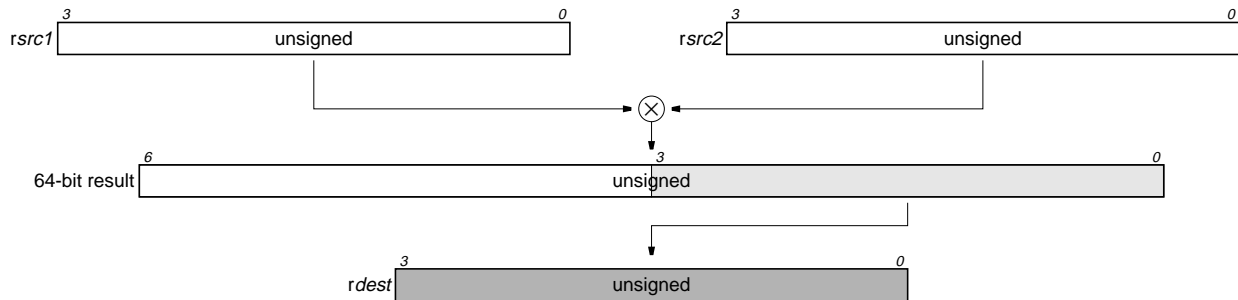 3 0 3 0
rsrc1 unsigned rsrc2 unsigned
6 3 0
64-bit result unsigned
3 0
rdest unsigned